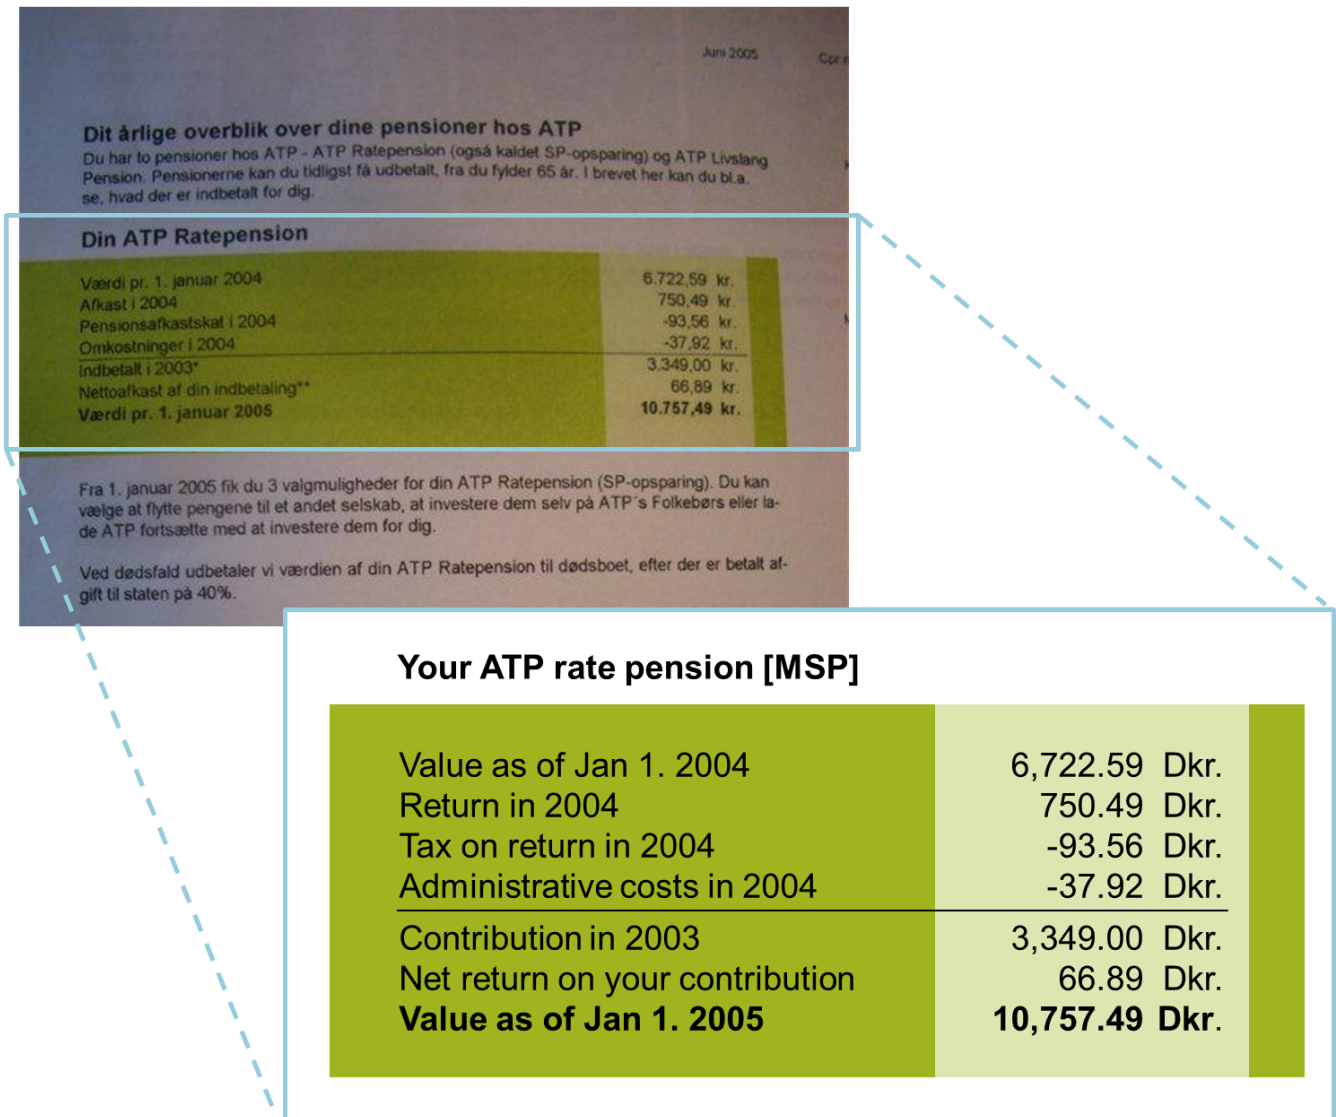 Juni 2005 Cpr
Dit årlige overblik over dine pensioner hos ATP
Du har to pensioner hos ATP - ATP Ratepension (også kaldet SP-opsparing) og ATP Livslang
Pension. Pensionerne kan du tidligst få udbetalt, fra du fylder 65 år. I brevet her kan du bl.a.
se, hvad der er indbetalt for dig.
Din ATP Ratepension
Værdi pr. 1. januar 2004 6.722,59 kr.
Afkast i 2004 750,49 kr.
Pensionsafkastskat i 2004 -93,56 kr.
Omkostninger i 2004 -37,92 kr.
Indbetalt i 2003* 3.349,00 kr.
Nettoafkast af din indbetaling** 66,89 kr.
Værdi pr. 1. januar 2005 10.757,49 kr.
Fra 1. januar 2005 fik du 3 valgmuligheder for din ATP Ratepension (SP-opsparing). Du kan
vælge at flytte pengene til et andet selskab, at investere dem selv på ATP´s Folkebørs eller la-
de ATP fortsætte med at investere dem for dig.
Ved dødsfald udbetaler vi værdien af din ATP Ratepension til dødsboet, efter der er betalt af-
gift til staten på 40%.
Your ATP rate pension [MSP]
Value as of Jan 1. 2004 6,722.59 Dkr.
Return in 2004 750.49 Dkr.
Tax on return in 2004 -93.56 Dkr.
Administrative costs in 2004 -37.92 Dkr.
Contribution in 2003 3,349.00 Dkr.
Net return on your contribution 66.89 Dkr.
Value as of Jan 1. 2005 10,757.49 Dkr.